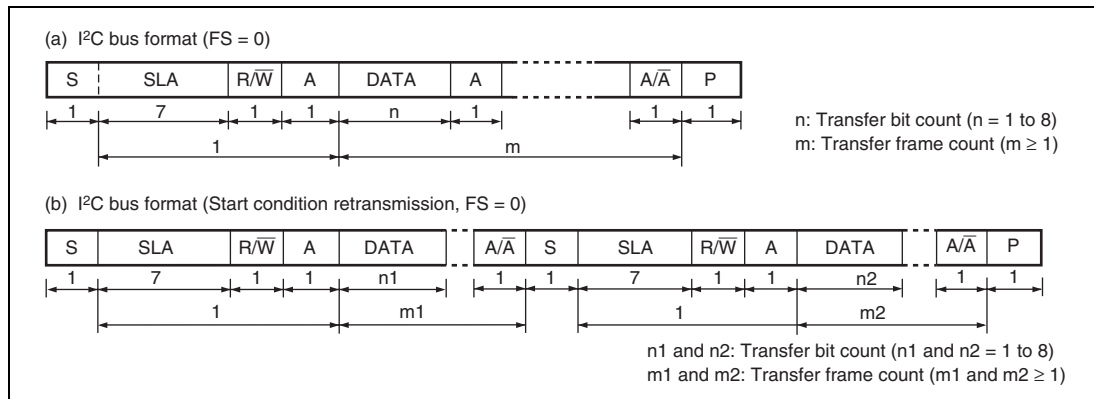 (a) I²C bus format (FS = 0)
S SLA R/W̅ A DATA A A/A̅ P
1 7 1 1 n 1 1 1
1 m
n: Transfer bit count (n = 1 to 8)
m: Transfer frame count (m ≥ 1)
(b) I²C bus format (Start condition retransmission, FS = 0)
S SLA R/W̅ A DATA A/A̅ S SLA R/W̅ A DATA A/A̅ P
1 7 1 1 n1 1 1 7 1 1 n2 1 1
1 m1 1 m2
n1 and n2: Transfer bit count (n1 and n2 = 1 to 8)
m1 and m2: Transfer frame count (m1 and m2 ≥ 1)